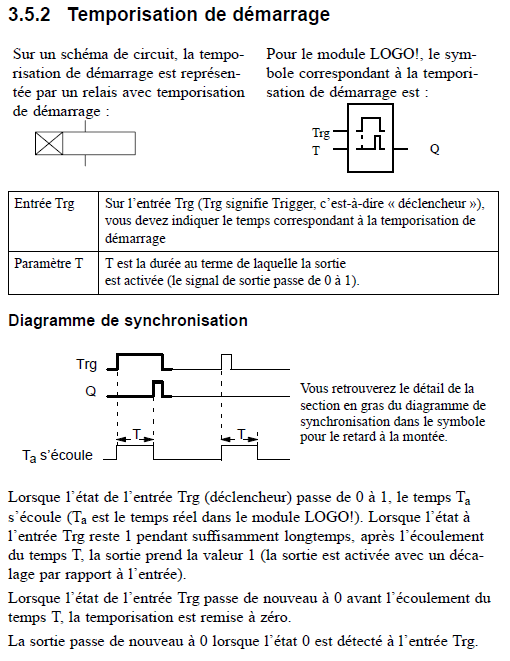 3.5.2 Temporisation de démarrage
Sur un schéma de circuit, la tempo-
risation de démarrage est représen-
tée par un relais avec temporisation
de démarrage :
Pour le module LOGO!, le sym-
bole correspondant à la tempori-
sation de démarrage est :
Trg
T
Q
Entrée Trg
Sur l'entrée Trg (Trg signifie Trigger, c'est-à-dire « déclencheur »),
vous devez indiquer le temps correspondant à la temporisation de
démarrage
Paramètre T
T est la durée au terme de laquelle la sortie
est activée (le signal de sortie passe de 0 à 1).
Diagramme de synchronisation
Trg
Q
T
T
Ta s'écoule
Vous retrouverez le détail de la
section en gras du diagramme de
synchronisation dans le symbole
pour le retard à la montée.
Lorsque l'état de l'entrée Trg (déclencheur) passe de 0 à 1, le temps Ta
s'écoule (Ta est le temps réel dans le module LOGO!). Lorsque l'état à
l'entrée Trg reste 1 pendant suffisamment longtemps, après l'écoulement
du temps T, la sortie prend la valeur 1 (la sortie est activée avec un déca-
lage par rapport à l'entrée).
Lorsque l'état de l'entrée Trg passe de nouveau à 0 avant l'écoulement du
temps T, la temporisation est remise à zéro.
La sortie passe de nouveau à 0 lorsque l'état 0 est détecté à l'entrée Trg.